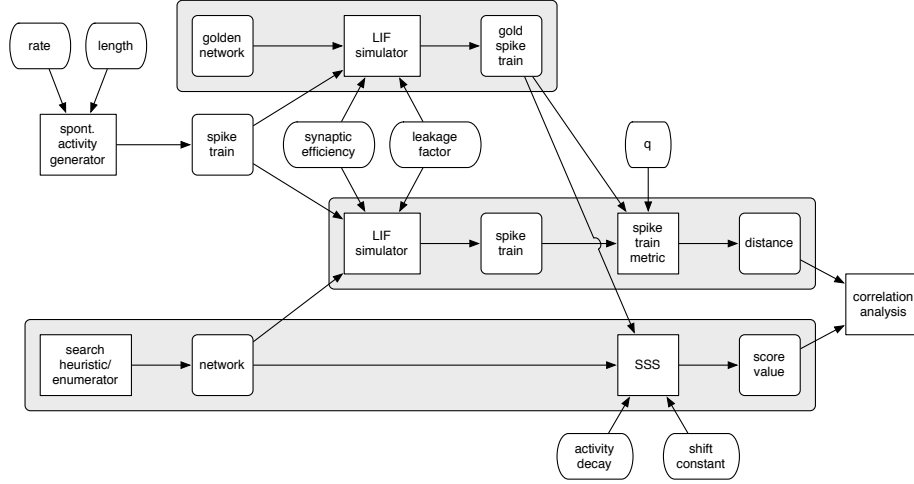 rate
length
golden
network
LIF
simulator
gold
spike
train
spont.
activity
generator
spike
train
synaptic
efficiency
leakage
factor
q
LIF
simulator
spike
train
spike
train
metric
distance
correlation
analysis
search
heuristic/
enumerator
network
SSS
score
value
activity
decay
shift
constant